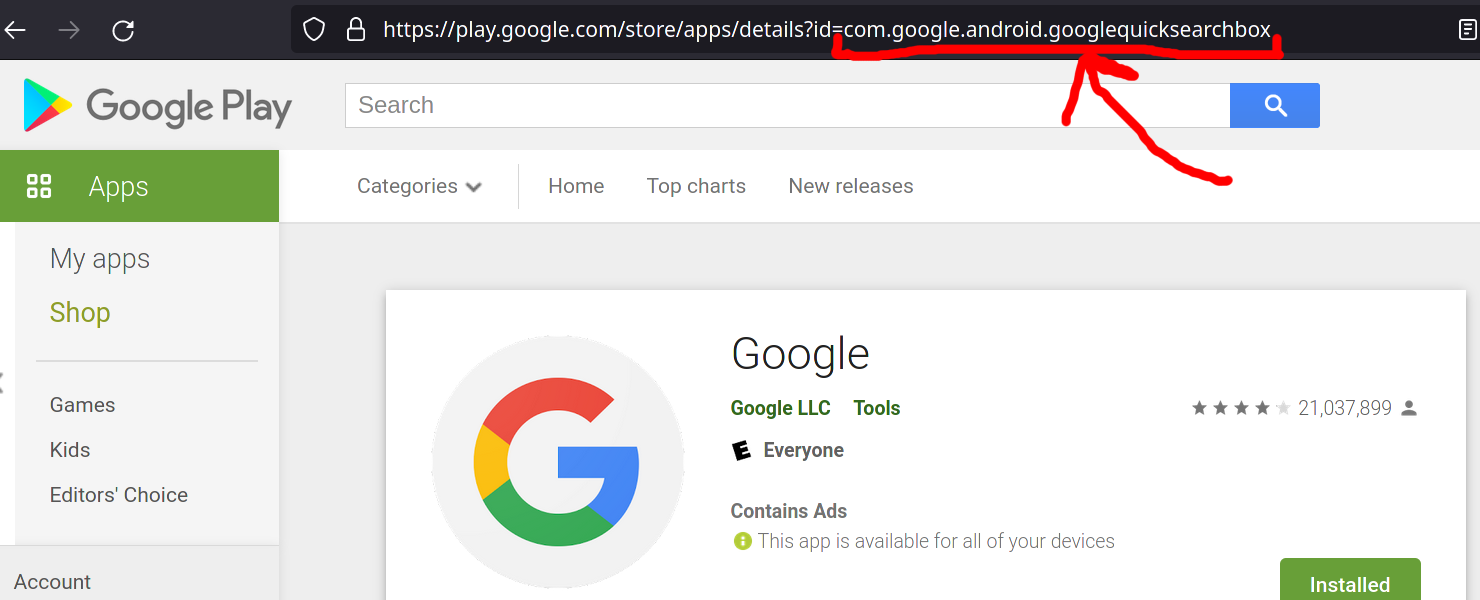 https://play.google.com/store/apps/details?id=com.google.android.googlequicksearchbox
Google Play
Search
Apps
Categories
Home
Top charts
New releases
My apps
Shop
Games
Kids
Editors' Choice
Account
Google
Google LLC Tools
21,037,899
E Everyone
Contains Ads
This app is available for all of your devices
Installed